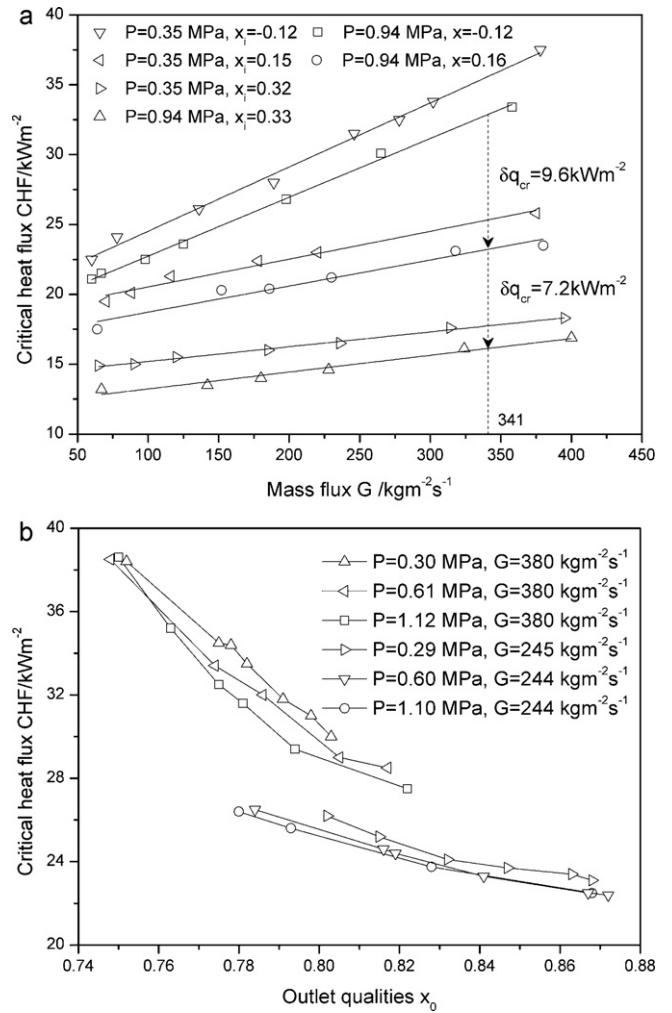 a
Critical heat flux CHF/kWm⁻²
40
35
30
25
20
15
10
P=0.35 MPa, xᵢ=-0.12
P=0.94 MPa, x=-0.12
P=0.35 MPa, xᵢ=0.15
P=0.94 MPa, x=0.16
P=0.35 MPa, xᵢ=0.32
P=0.94 MPa, xᵢ=0.33
δq_cr=9.6kWm⁻²
δq_cr=7.2kWm⁻²
341
50 100 150 200 250 300 350 400 450
Mass flux G /kgm⁻²s⁻¹
b
Critical heat flux CHF/kWm⁻²
40
36
32
28
24
20
P=0.30 MPa, G=380 kgm⁻²s⁻¹
P=0.61 MPa, G=380 kgm⁻²s⁻¹
P=1.12 MPa, G=380 kgm⁻²s⁻¹
P=0.29 MPa, G=245 kgm⁻²s⁻¹
P=0.60 MPa, G=244 kgm⁻²s⁻¹
P=1.10 MPa, G=244 kgm⁻²s⁻¹
0.74 0.76 0.78 0.80 0.82 0.84 0.86 0.88
Outlet qualities x₀